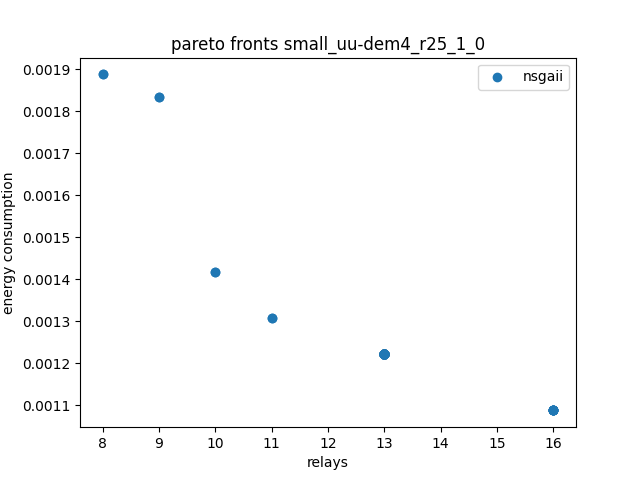 pareto fronts small_uu-dem4_r25_1_0
nsgaii
energy consumption
0.0019
0.0018
0.0017
0.0016
0.0015
0.0014
0.0013
0.0012
0.0011
8 9 10 11 12 13 14 15 16
relays